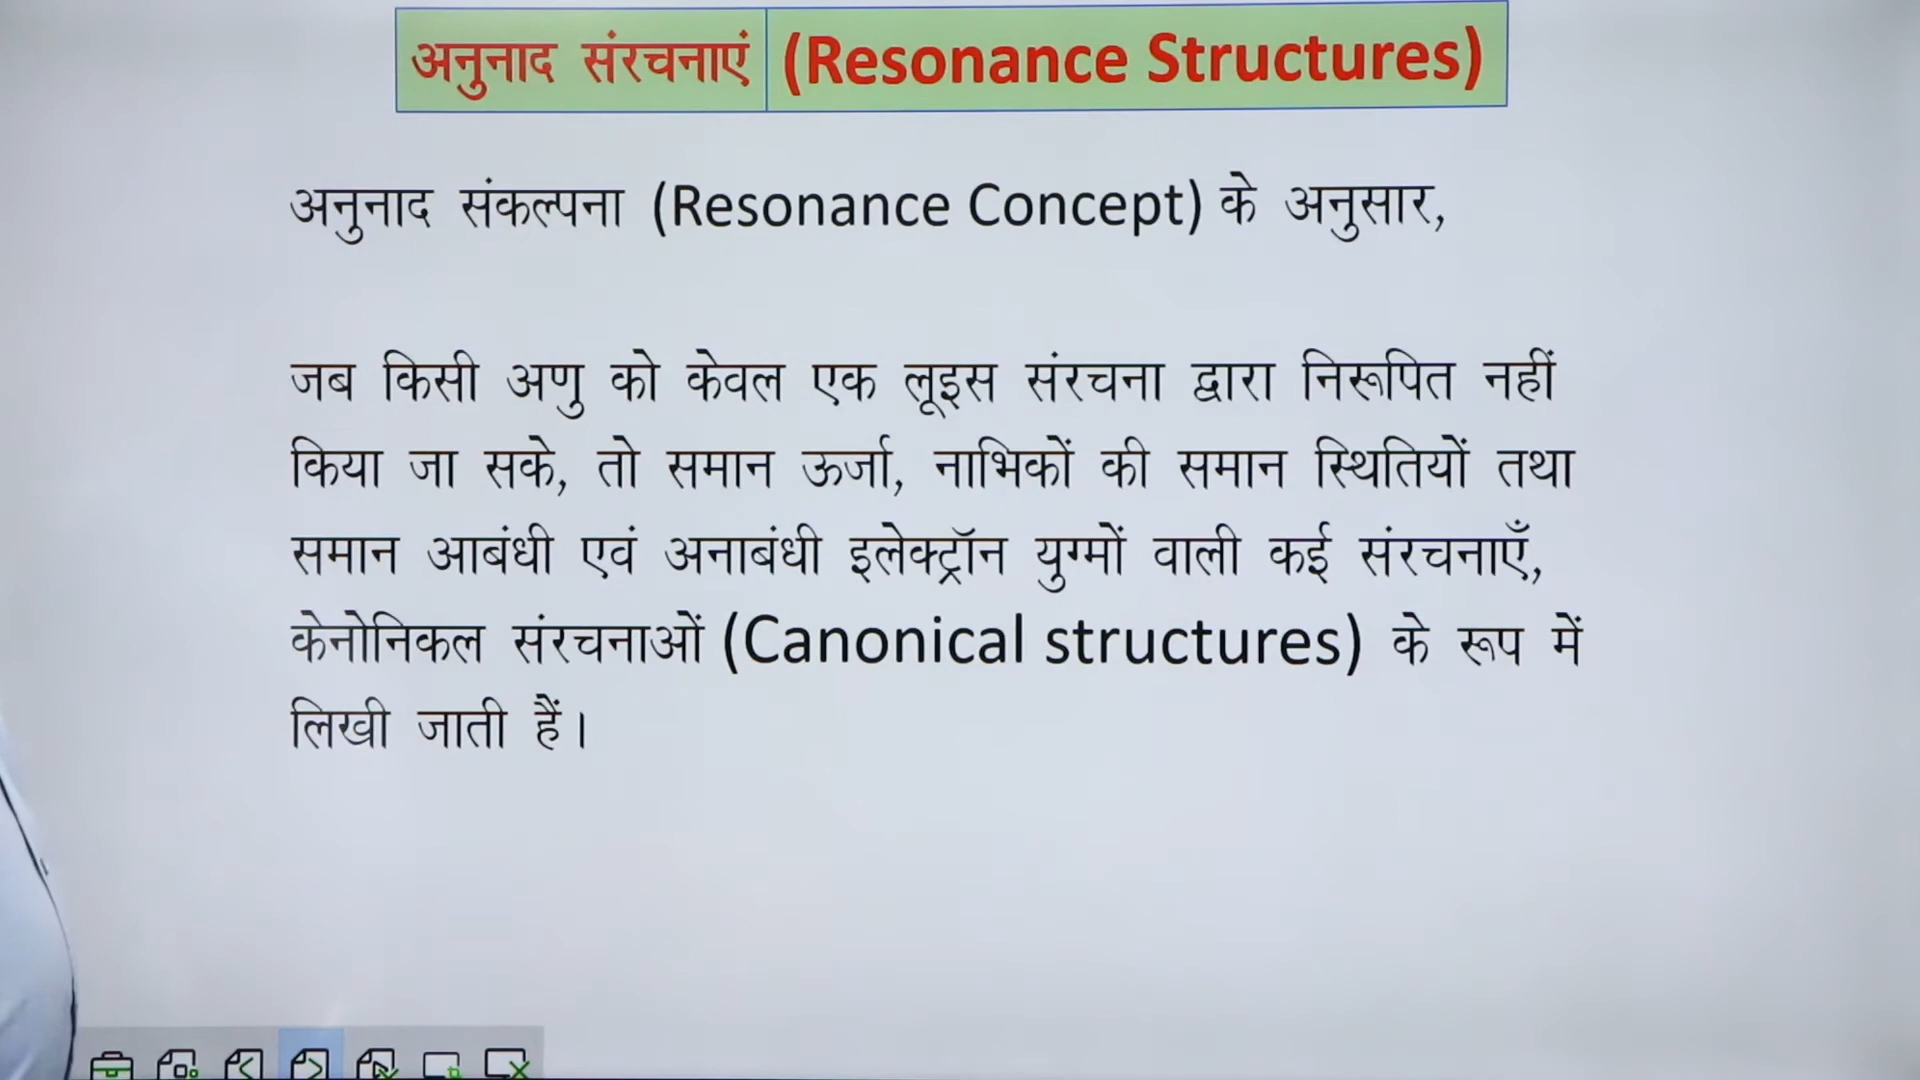 अनुनाद संरचनाएं (Resonance Structures)
अनुनाद संकल्पना (Resonance Concept) के अनुसार,
जब किसी अणु को केवल एक लूइस संरचना द्वारा निरूपित नहीं
किया जा सके, तो समान ऊर्जा, नाभिकों की समान स्थितियों तथा
समान आबंधी एवं अनाबंधी इलेक्ट्रॉन युग्मों वाली कई संरचनाएँ,
केनोनिकल संरचनाओं (Canonical structures) के रूप में
लिखी जाती हैं।